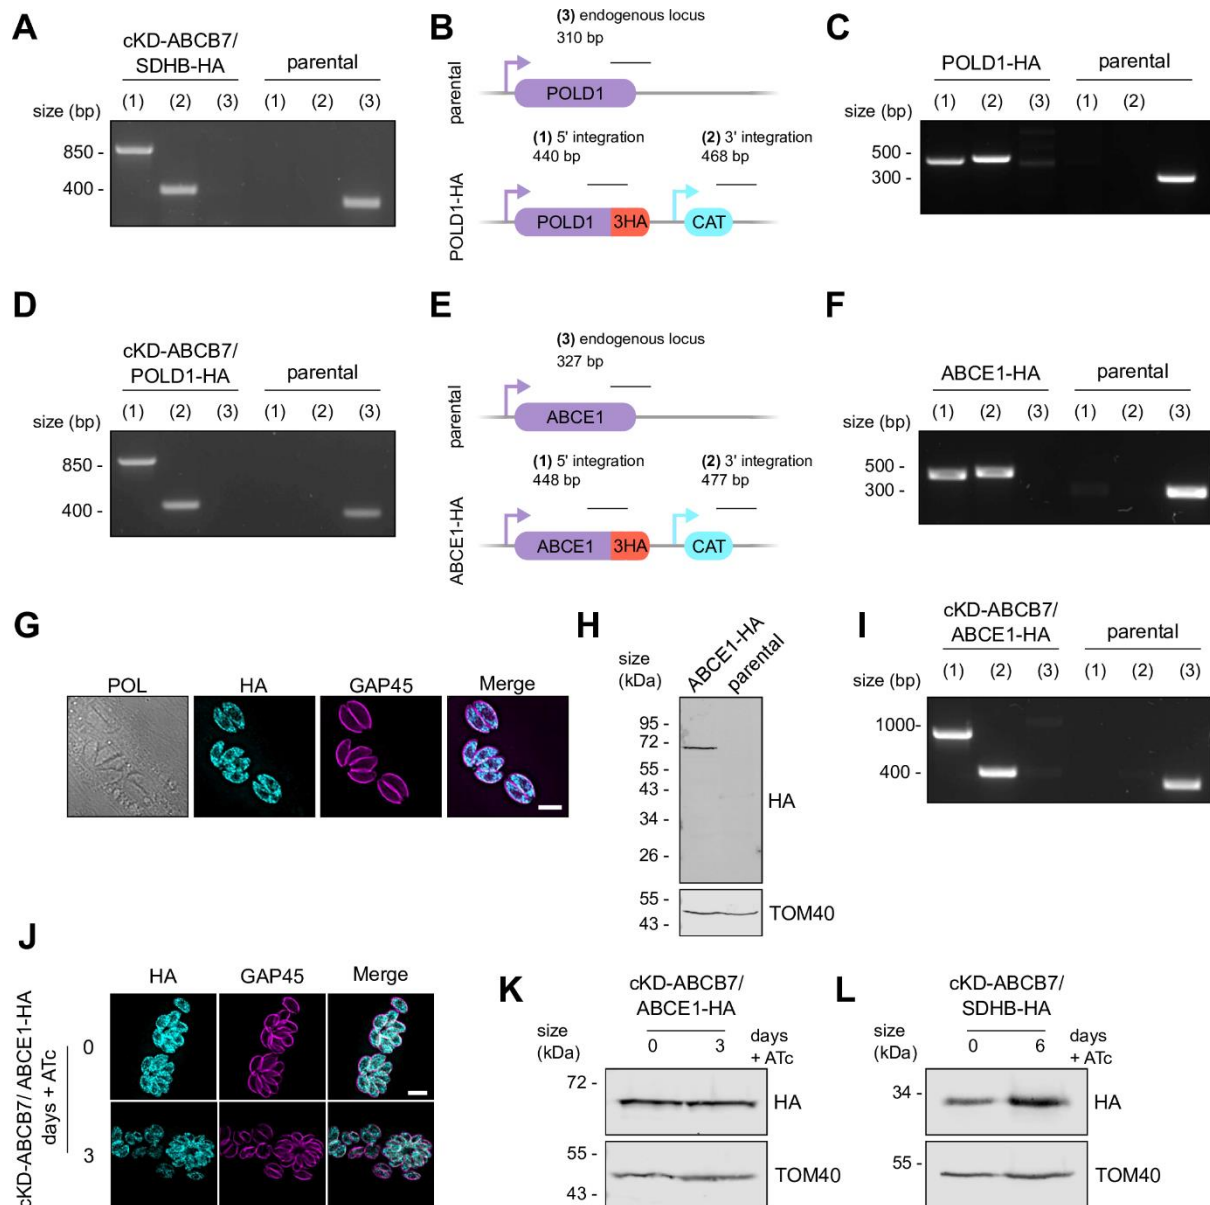 A
cKD-ABCB7/
SDHB-HA
parental
(1) (2) (3) (1) (2) (3)
size (bp)
850 -
400 -
B
(3) endogenous locus
310 bp
parental
POLD1
(1) 5' integration
440 bp
(2) 3' integration
468 bp
POLD1-HA
POLD1 3HA CAT
C
POLD1-HA parental
(1) (2) (3) (1) (2)
size (bp)
500 -
300 -
D
cKD-ABCB7/
POLD1-HA
parental
(1) (2) (3) (1) (2) (3)
size (bp)
850 -
400 -
E
(3) endogenous locus
327 bp
parental
ABCE1
(1) 5' integration
448 bp
(2) 3' integration
477 bp
ABCE1-HA
ABCE1 3HA CAT
F
ABCE1-HA parental
(1) (2) (3) (1) (2) (3)
size (bp)
500 -
300 -
G
POL HA GAP45 Merge
H
size
(kDa)
ABCE1-HA
parental
95 -
72 -
55 -
43 -
34 -
26 -
HA
55 -
43 -
TOM40
I
cKD-ABCB7/
ABCE1-HA
parental
(1) (2) (3) (1) (2) (3)
size (bp)
1000-
400 -
J
HA GAP45 Merge
cKD-ABCB7/ ABCE1-HA
days + ATc
0
3
K
cKD-ABCB7/
ABCE1-HA
size
(kDa)
0 3
days
+ ATc
72 -
HA
55 -
43 -
TOM40
L
cKD-ABCB7/
SDHB-HA
size
(kDa)
0 6
days
+ ATc
34 -
HA
55 -
TOM40